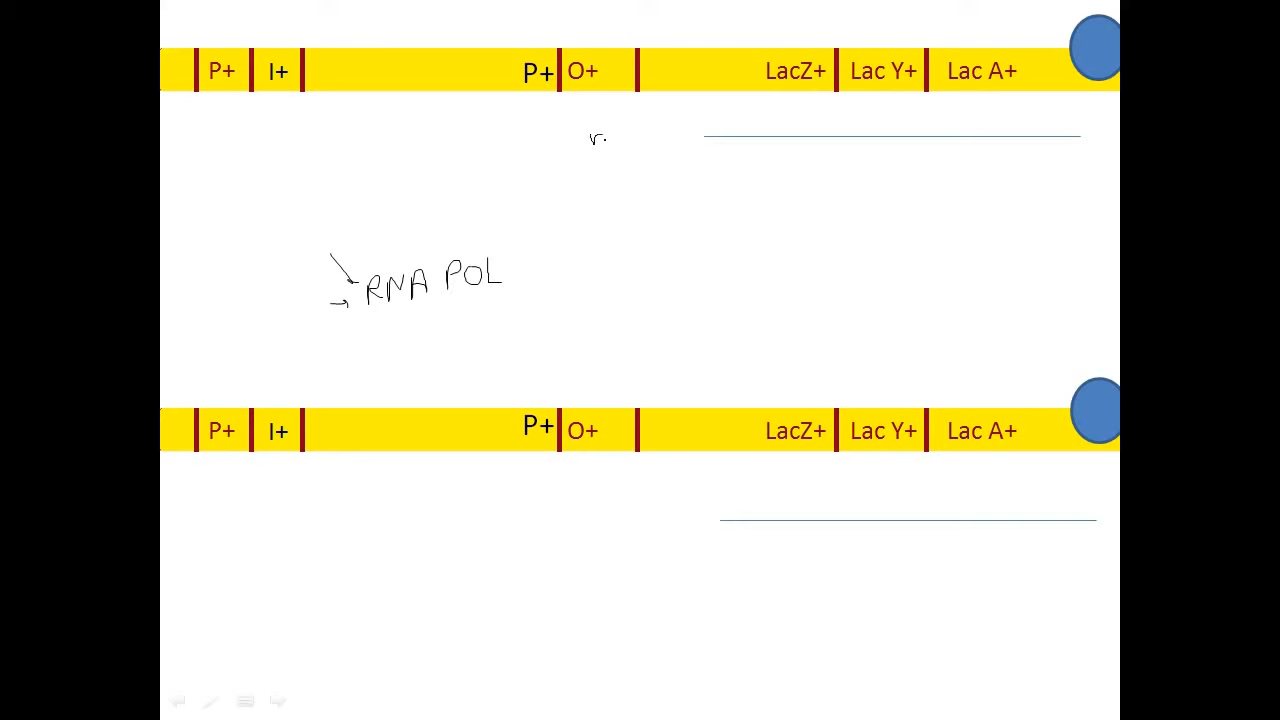 P+ I+ P+ O+ LacZ+ Lac Y+ Lac A+
r.
RNA POL
P+ I+ P+ O+ LacZ+ Lac Y+ Lac A+